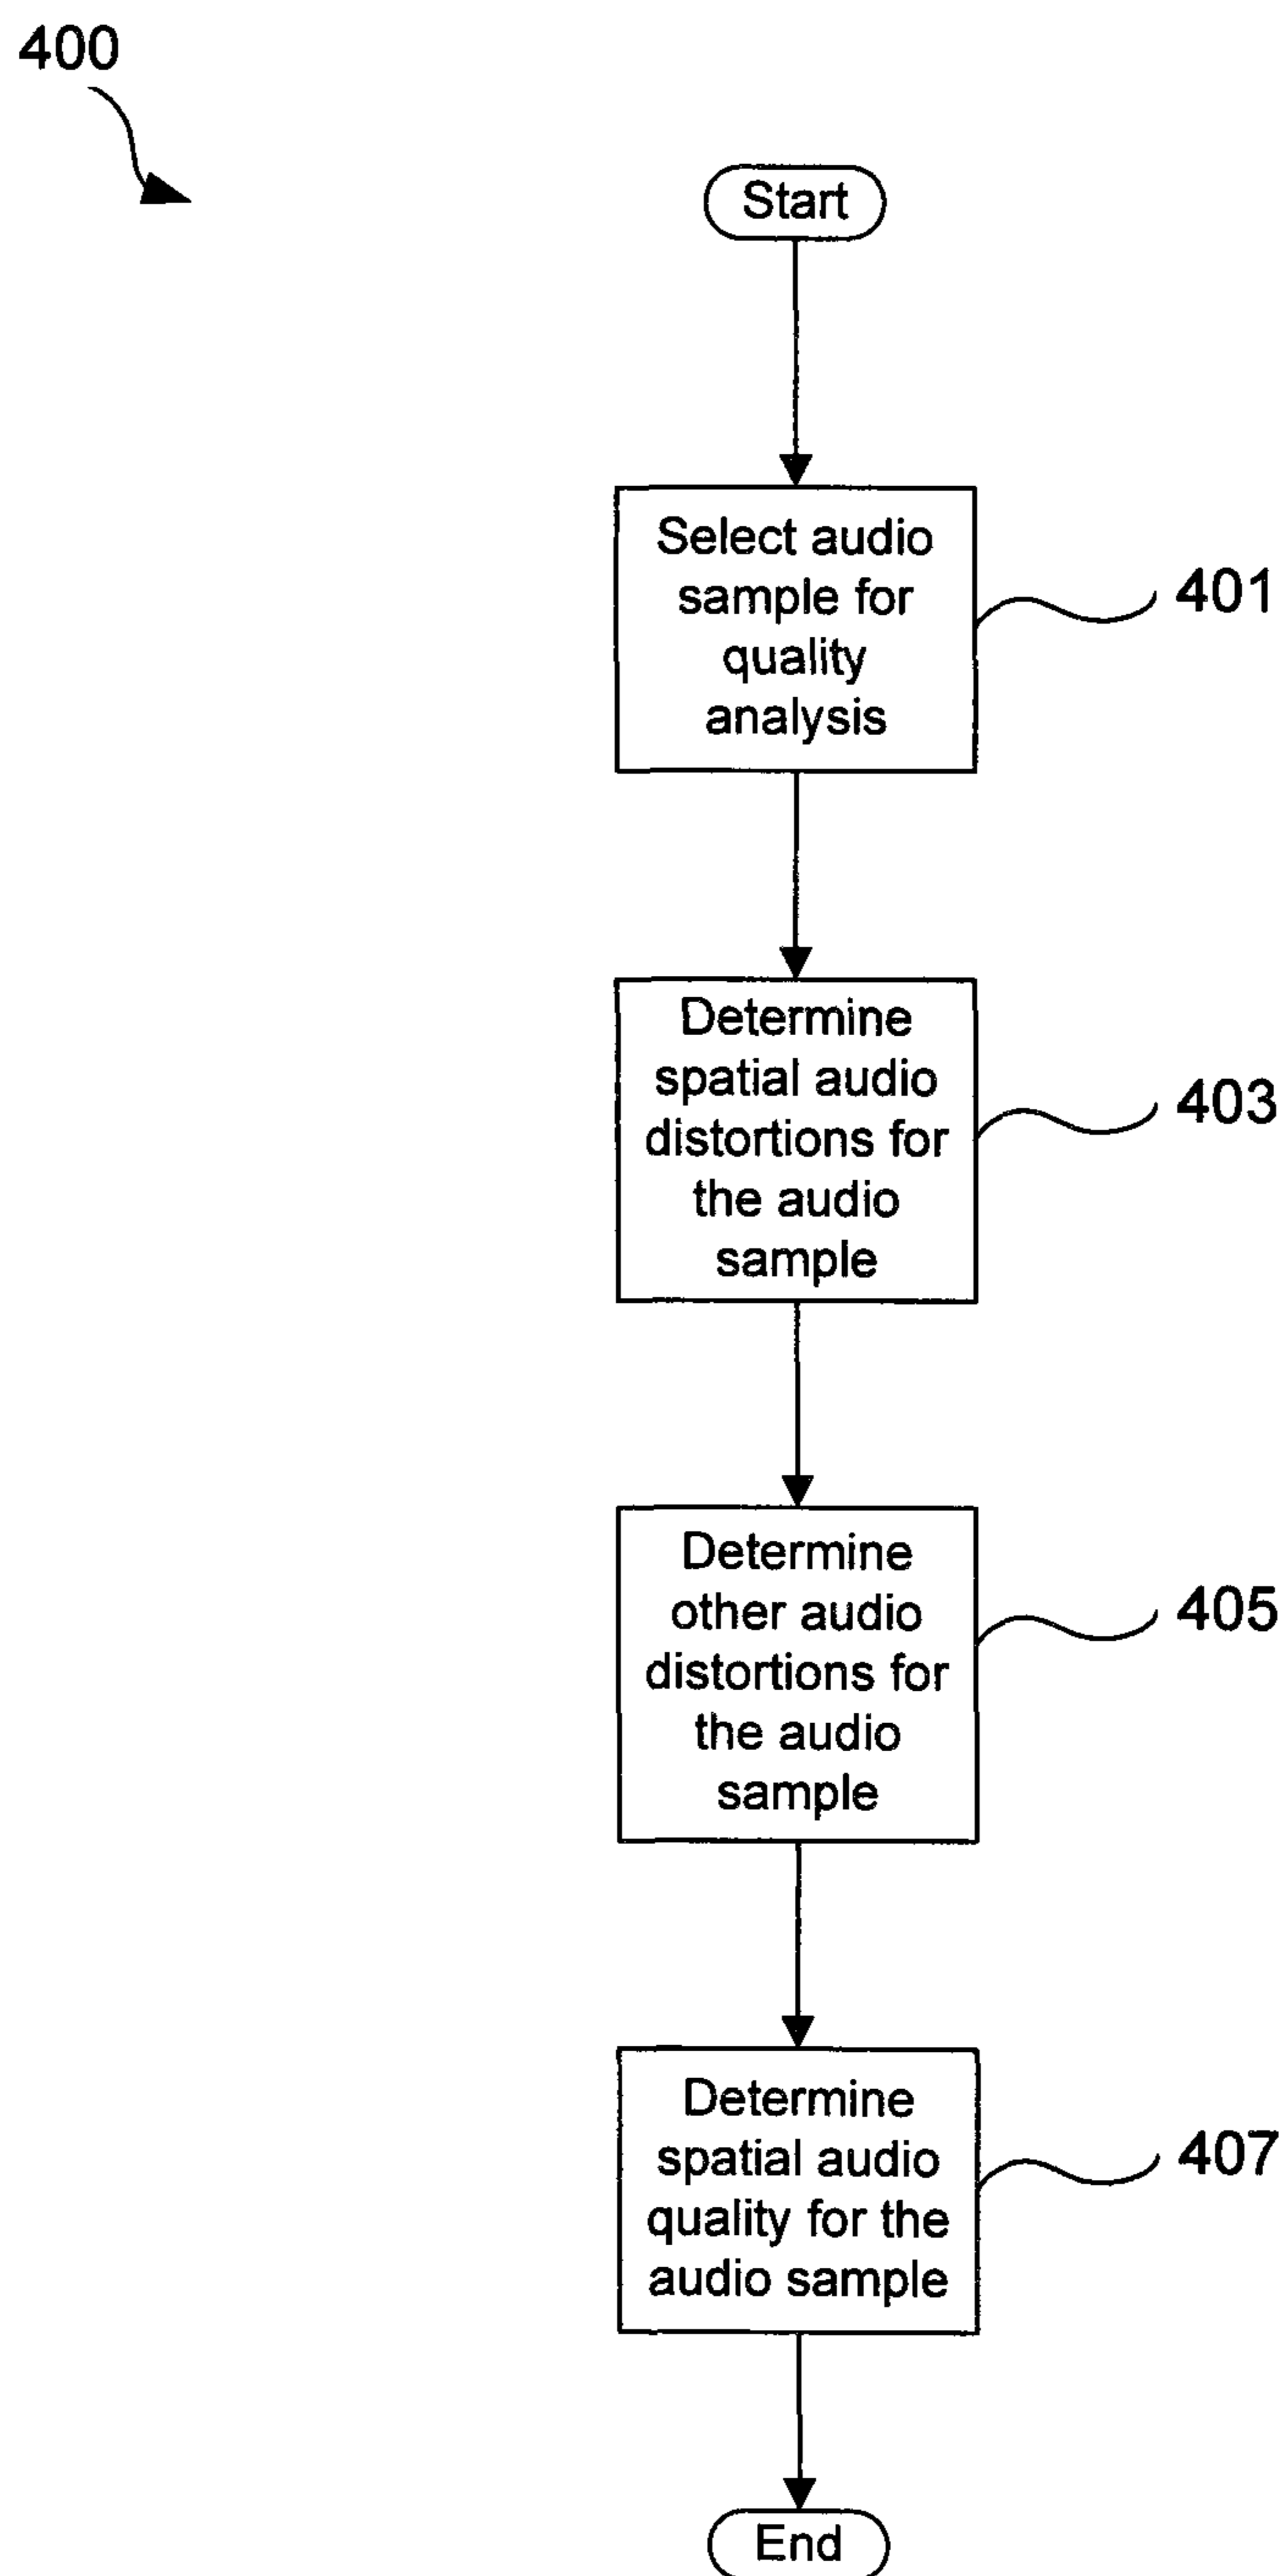 400
Start
Select audio
sample for
quality
analysis
401
Determine
spatial audio
distortions for
the audio
sample
403
Determine
other audio
distortions for
the audio
sample
405
Determine
spatial audio
quality for the
audio sample
407
End